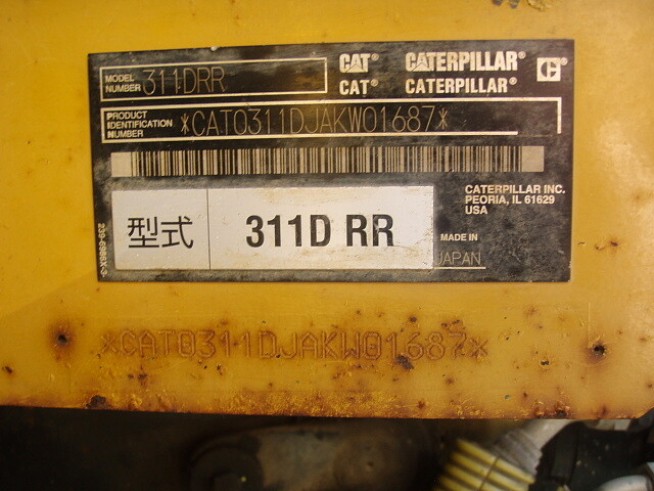 MODEL NUMBER 311DRR
CAT® CATERPILLAR®
CAT® CATERPILLAR®
PRODUCT IDENTIFICATION NUMBER *CAT0311DJAKW01687*
CATERPILLAR INC.
PEORIA, IL 61629
USA
型式 311D RR
MADE IN
JAPAN
*CAT0311DJAKW01687*